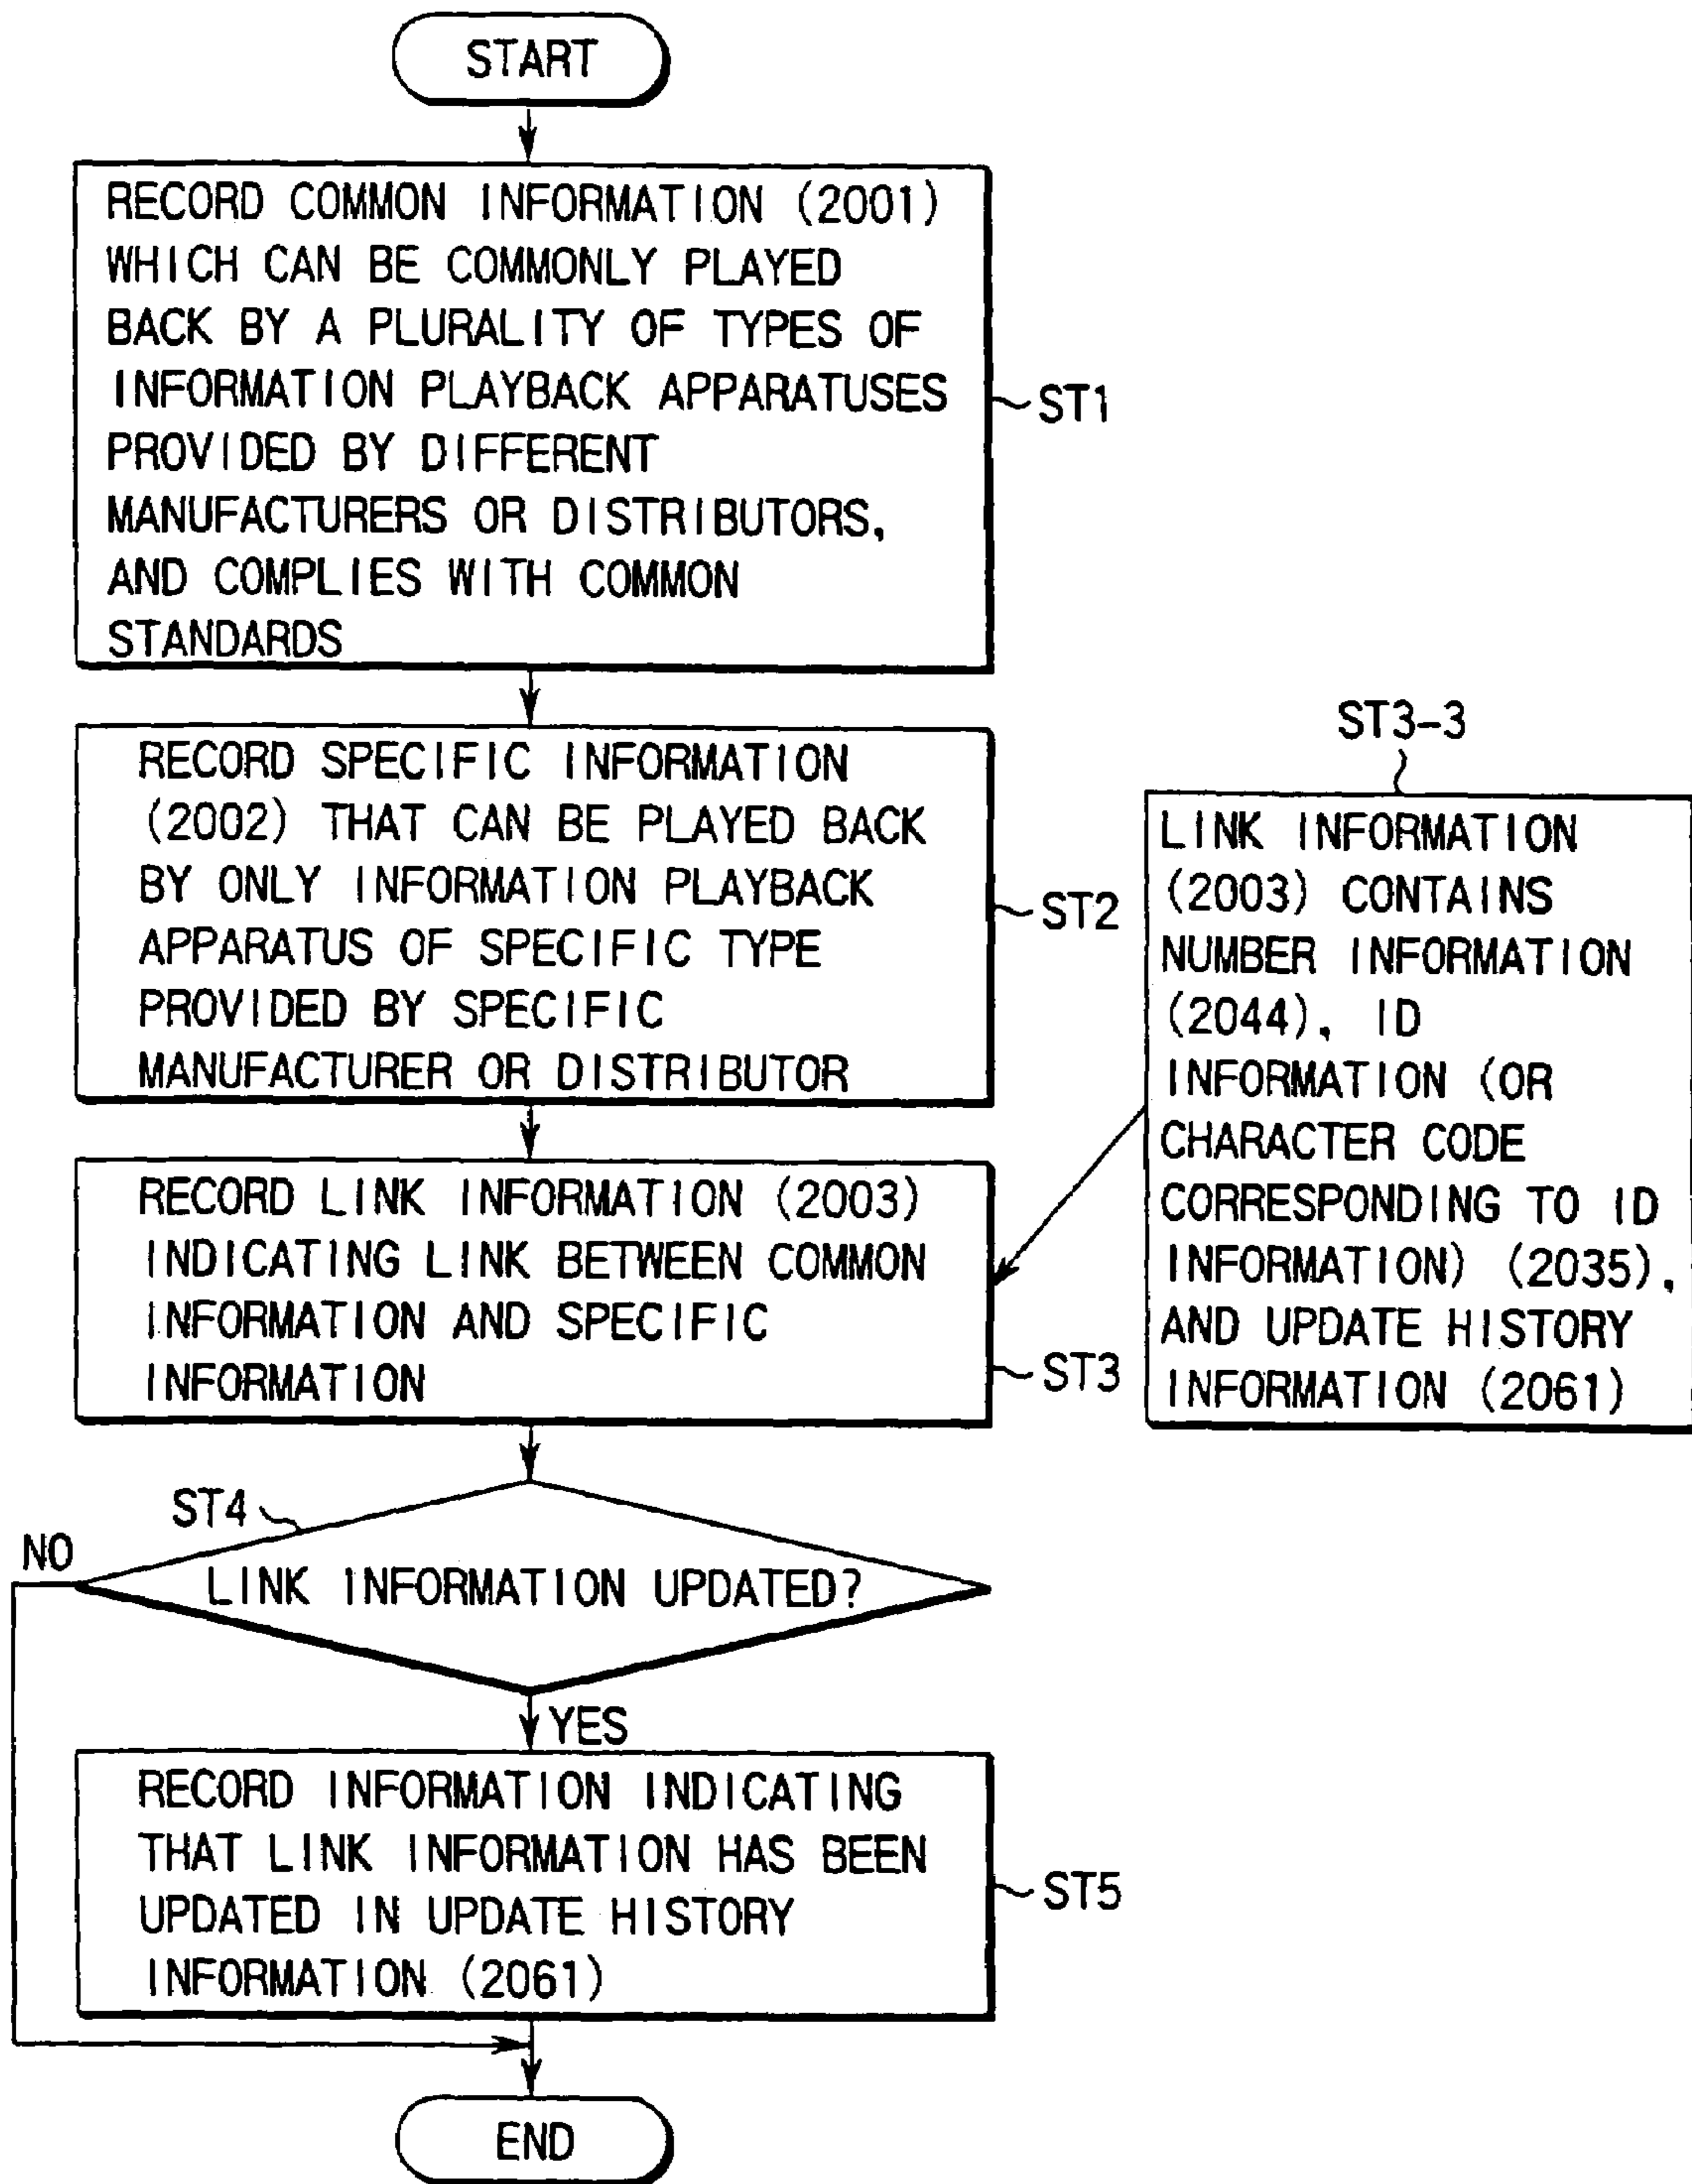 START
RECORD COMMON INFORMATION (2001)
WHICH CAN BE COMMONLY PLAYED
BACK BY A PLURALITY OF TYPES OF
INFORMATION PLAYBACK APPARATUSES
PROVIDED BY DIFFERENT
MANUFACTURERS OR DISTRIBUTORS,
AND COMPLIES WITH COMMON
STANDARDS
ST1
RECORD SPECIFIC INFORMATION
(2002) THAT CAN BE PLAYED BACK
BY ONLY INFORMATION PLAYBACK
APPARATUS OF SPECIFIC TYPE
PROVIDED BY SPECIFIC
MANUFACTURER OR DISTRIBUTOR
ST2
ST3-3
LINK INFORMATION
(2003) CONTAINS
NUMBER INFORMATION
(2044), ID
INFORMATION (OR
CHARACTER CODE
CORRESPONDING TO ID
INFORMATION) (2035),
AND UPDATE HISTORY
INFORMATION (2061)
RECORD LINK INFORMATION (2003)
INDICATING LINK BETWEEN COMMON
INFORMATION AND SPECIFIC
INFORMATION
ST3
ST4
NO
LINK INFORMATION UPDATED?
YES
RECORD INFORMATION INDICATING
THAT LINK INFORMATION HAS BEEN
UPDATED IN UPDATE HISTORY
INFORMATION (2061)
ST5
END